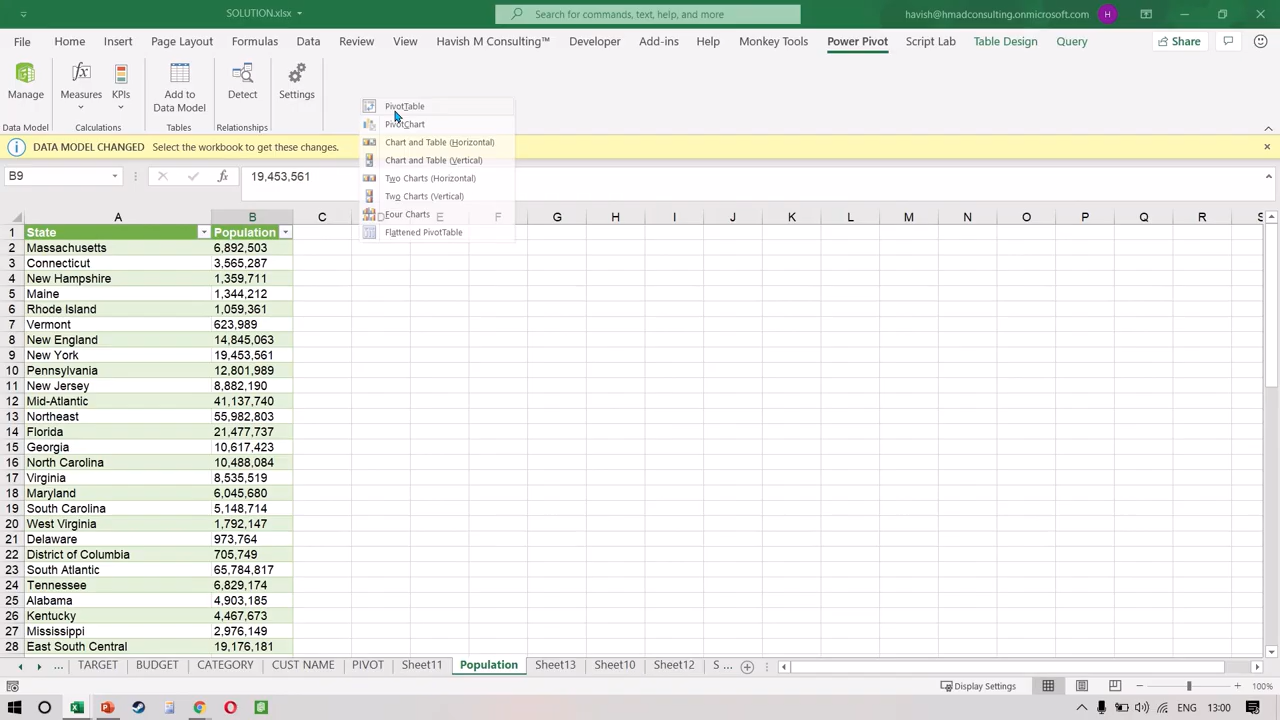 SOLUTION.xlsx
Search for commands, text, help, and more
havish@hmadconsulting.onmicrosoft.com H
File Home Insert Page Layout Formulas Data Review View Havish M Consulting™ Developer Add-ins Help Monkey Tools Power Pivot Script Lab Table Design Query Share
Manage Measures KPIs Add to Data Model Detect Settings
Data Model Calculations Tables Relationships
PivotTable
PivotChart
Chart and Table (Horizontal)
Chart and Table (Vertical)
Two Charts (Horizontal)
Two Charts (Vertical)
Four Charts
Flattened PivotTable
DATA MODEL CHANGED Select the workbook to get these changes.
B9 fx 19,453,561
A B C D E F G H I J K L M N O P Q R S
1 State Population
2 Massachusetts 6,892,503
3 Connecticut 3,565,287
4 New Hampshire 1,359,711
5 Maine 1,344,212
6 Rhode Island 1,059,361
7 Vermont 623,989
8 New England 14,845,063
9 New York 19,453,561
10 Pennsylvania 12,801,989
11 New Jersey 8,882,190
12 Mid-Atlantic 41,137,740
13 Northeast 55,982,803
14 Florida 21,477,737
15 Georgia 10,617,423
16 North Carolina 10,488,084
17 Virginia 8,535,519
18 Maryland 6,045,680
19 South Carolina 5,148,714
20 West Virginia 1,792,147
21 Delaware 973,764
22 District of Columbia 705,749
23 South Atlantic 65,784,817
24 Tennessee 6,829,174
25 Alabama 4,903,185
26 Kentucky 4,467,673
27 Mississippi 2,976,149
28 East South Central 19,176,181
... TARGET BUDGET CATEGORY CUST NAME PIVOT Sheet11 Population Sheet13 Sheet10 Sheet12 S ...
Display Settings 100%
ENG 13:00